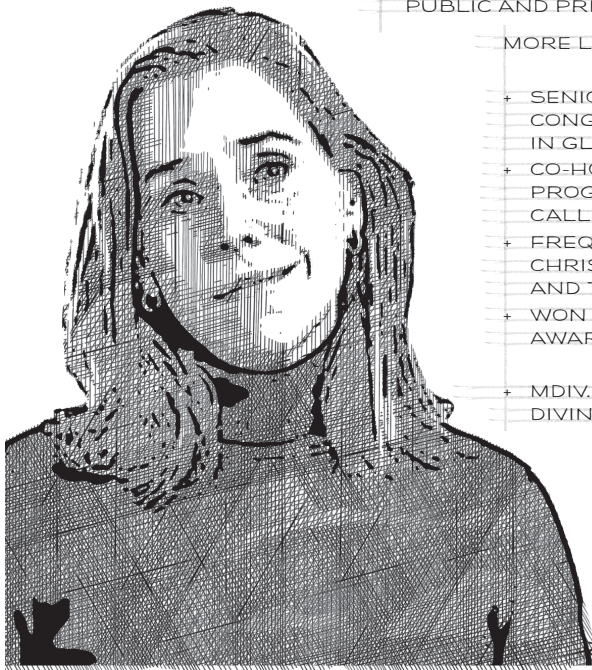 PUBLIC AND PRI
MORE L
+ SENIO
CONG
IN GL
+ CO-HO
PROG
CALL
+ FREQ
CHRIS
AND T
+ WON
AWAR
+ MDIV.
DIVIN